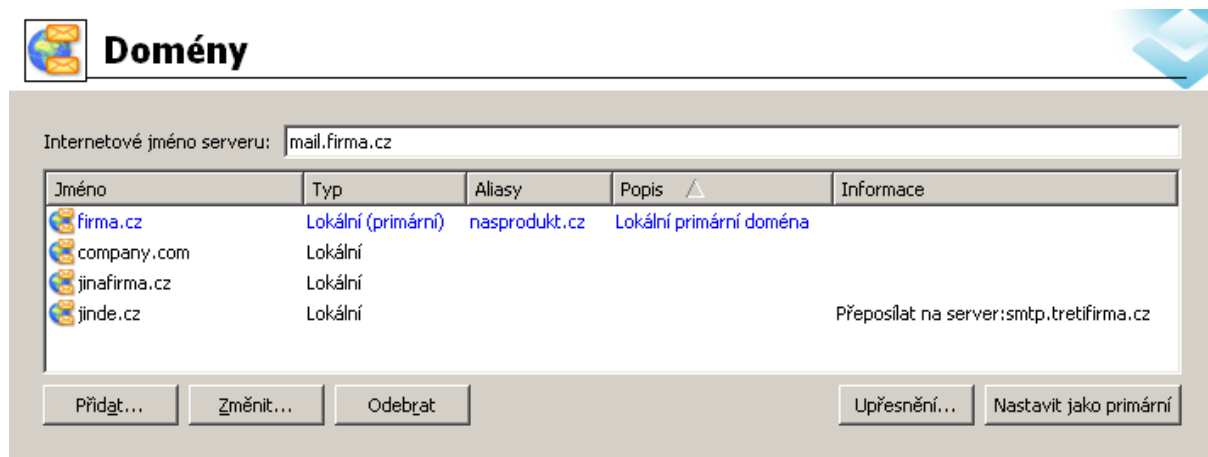 Domény
Internetové jméno serveru: mail.firma.cz
Jméno Typ Aliasy Popis Informace
firma.cz Lokální (primární) nasprodukt.cz Lokální primární doména
company.com Lokální
jinafirma.cz Lokální
jinde.cz Lokální Přeposílat na server:smtp.tretifirma.cz
Přidat... Změnit... Odebrat Upřesnění... Nastavit jako primární